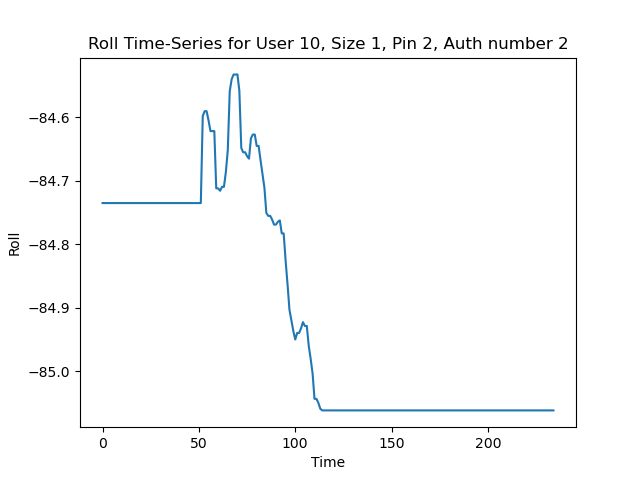 Roll Time-Series for User 10, Size 1, Pin 2, Auth number 2
−84.6
−84.7
−84.8
−84.9
−85.0
Roll
0 50 100 150 200
Time